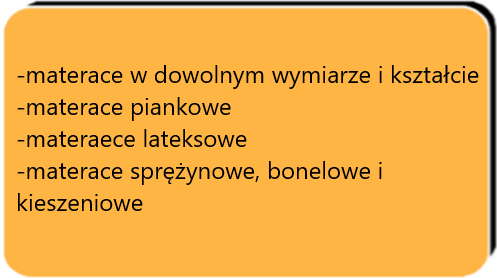 -materace w dowolnym wymiarze i kształcie
-materace piankowe
-materaece lateksowe
-materace sprężynowe, bonelowe i
kieszeniowe